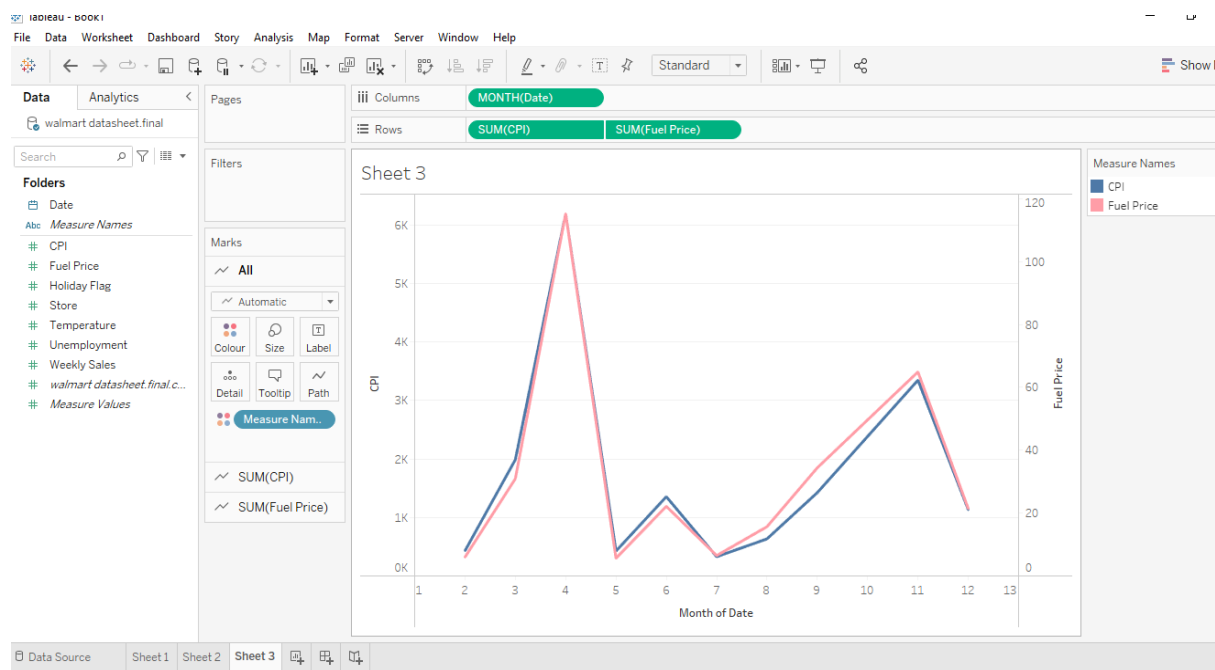 Tableau - Book1
File Data Worksheet Dashboard Story Analysis Map Format Server Window Help
Standard
Show
Data Analytics
walmart datasheet.final
Search
Folders
Date
Abc Measure Names
# CPI
# Fuel Price
# Holiday Flag
# Store
# Temperature
# Unemployment
# Weekly Sales
# walmart datasheet.final.c...
# Measure Values
Pages
Filters
Marks
All
Automatic
Colour Size Label
Detail Tooltip Path
Measure Nam..
SUM(CPI)
SUM(Fuel Price)
iii Columns MONTH(Date)
Rows SUM(CPI) SUM(Fuel Price)
Sheet 3
6K
5K
4K
3K
2K
1K
0K
CPI
120
100
80
60
40
20
0
Fuel Price
1 2 3 4 5 6 7 8 9 10 11 12 13
Month of Date
Measure Names
CPI
Fuel Price
Data Source Sheet 1 Sheet 2 Sheet 3